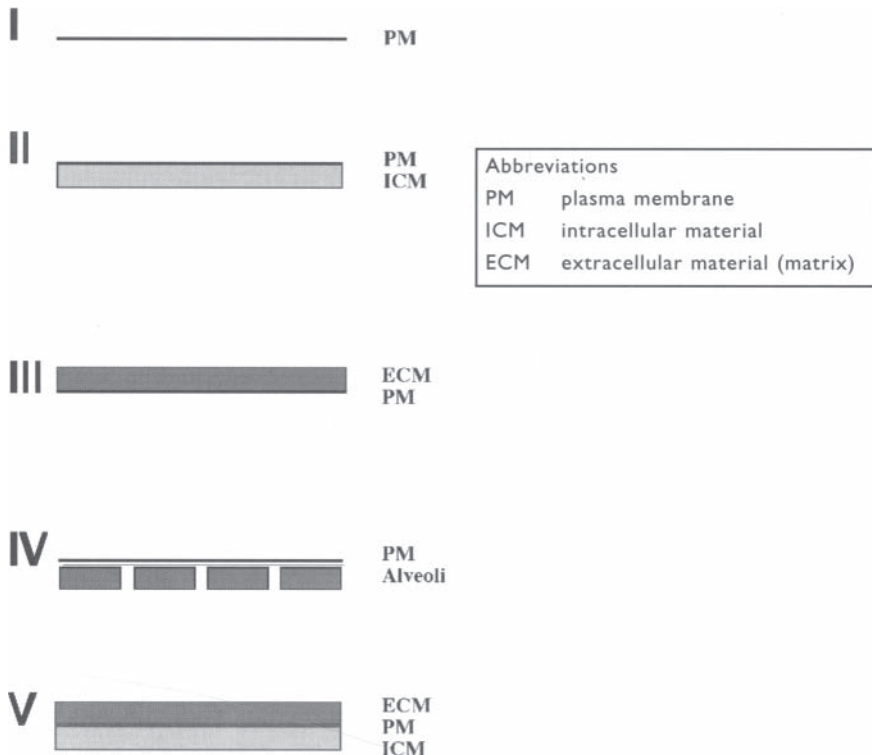 I
PM
II
PM
ICM
Abbreviations
PM plasma membrane
ICM intracellular material
ECM extracellular material (matrix)
III
ECM
PM
IV
PM
Alveoli
V
ECM
PM
ICM